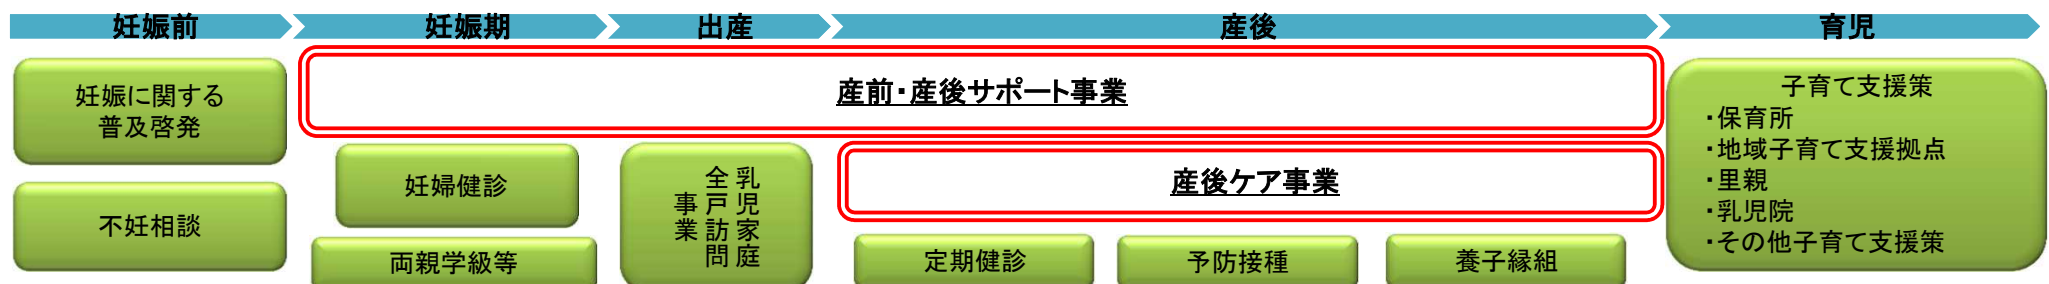 妊娠前
妊娠期
出産
産後
育児
妊娠に関する
普及啓発
不妊相談
産前・産後サポート事業
妊婦健診
両親学級等
乳児家庭
全戸訪問
事業
産後ケア事業
定期健診
予防接種
養子縁組
子育て支援策
・保育所
・地域子育て支援拠点
・里親
・乳児院
・その他子育て支援策